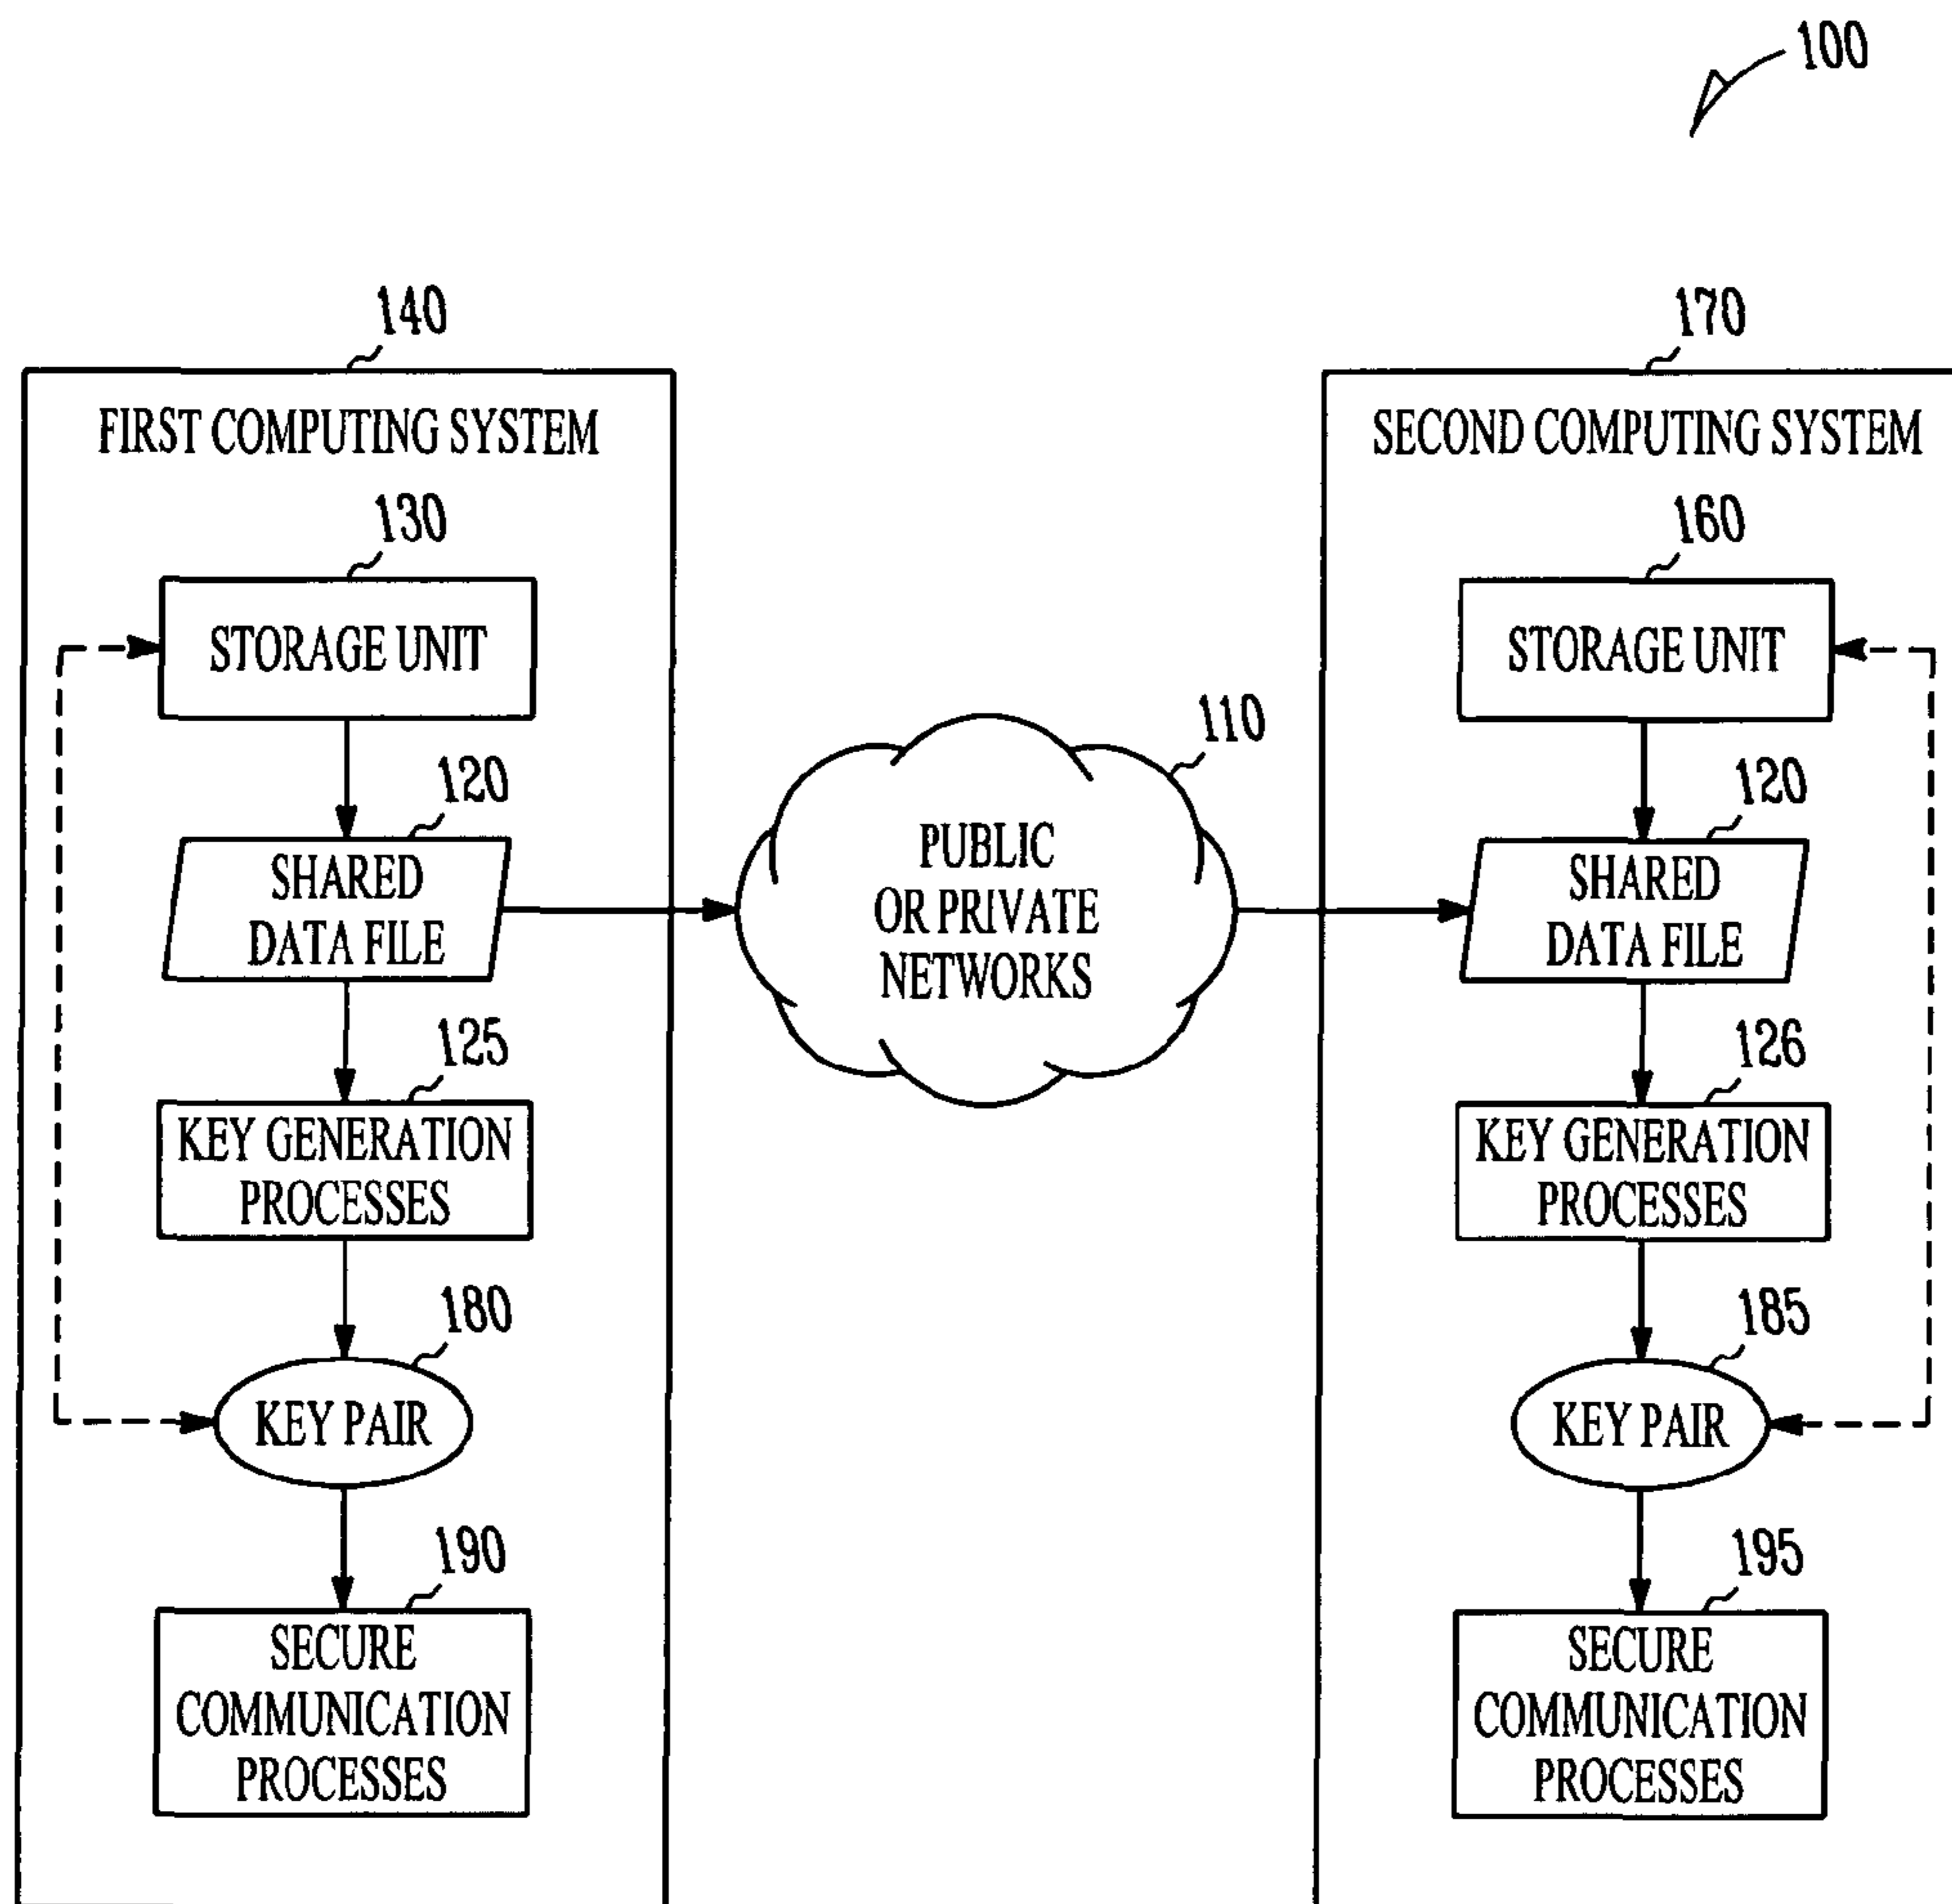 100
140
170
FIRST COMPUTING SYSTEM
SECOND COMPUTING SYSTEM
130
160
STORAGE UNIT
STORAGE UNIT
110
120
120
SHARED
DATA FILE
PUBLIC
OR PRIVATE
NETWORKS
SHARED
DATA FILE
125
126
KEY GENERATION
PROCESSES
KEY GENERATION
PROCESSES
180
185
KEY PAIR
KEY PAIR
190
195
SECURE
COMMUNICATION
PROCESSES
SECURE
COMMUNICATION
PROCESSES